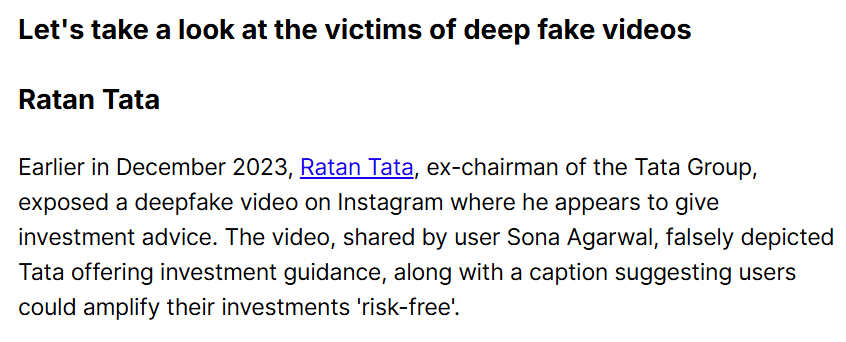 Let's take a look at the victims of deep fake videos
Ratan Tata
Earlier in December 2023, Ratan Tata, ex-chairman of the Tata Group,
exposed a deepfake video on Instagram where he appears to give
investment advice. The video, shared by user Sona Agarwal, falsely depicted
Tata offering investment guidance, along with a caption suggesting users
could amplify their investments 'risk-free'.